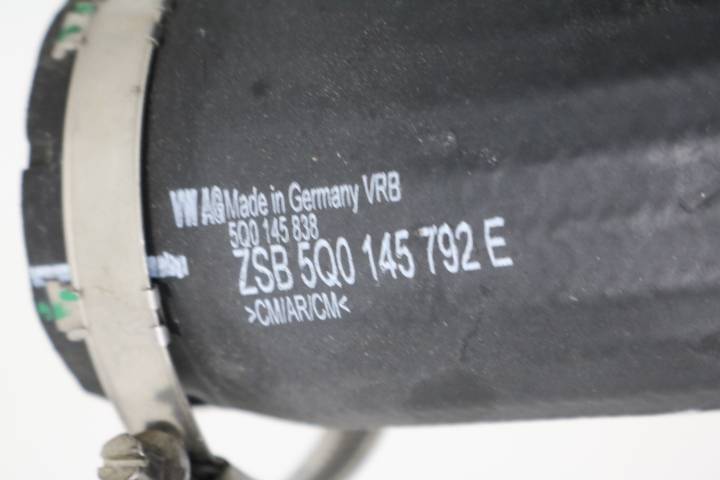 VW AG Made in Germany VRB
5Q0 145 838
ZSB 5Q0 145 792 E
>CM/AR/CM<